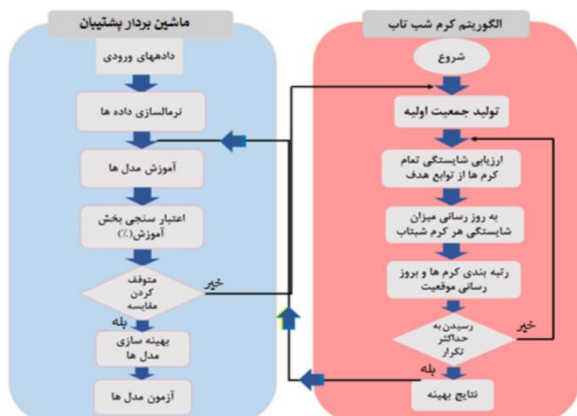 الگوریتم کرم شب تاب
شروع
تولید جمعیت اولیه
ارزیابی شایستگی تمام
کرم ها از توابع هدف
به روز رسانی میزان
شایستگی هر کرم شبتاب
رتبه بندی کرم ها و بروز
رسانی موقعیت
رسیدن به
حداکثر
تکرار
خیر
بله
نتایج بهینه
ماشین بردار پشتیبان
دادههای ورودی
نرمالسازی داده ها
آموزش مدل ها
اعتبار سنجی بخش
آموزش(٪)
متوقف
کردن
مقایسه
خیر
بله
بهینه سازی
مدل ها
آزمون مدل ها